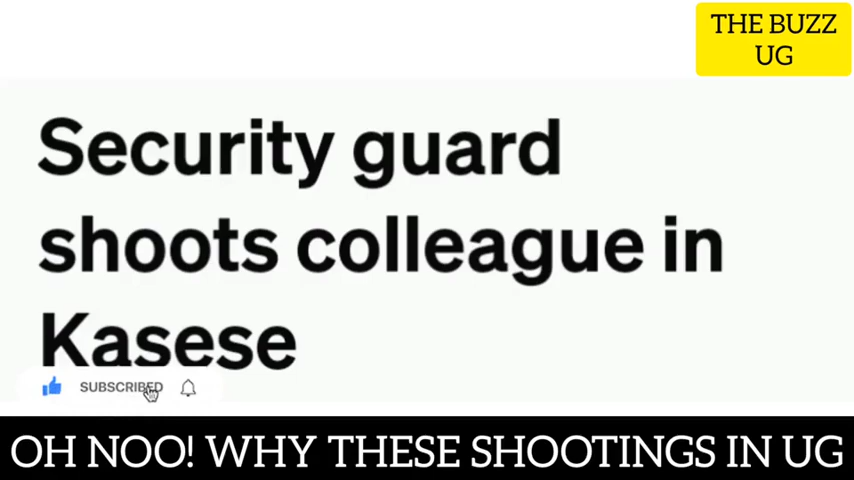 THE BUZZ
UG
Security guard
shoots colleague in
Kasese
SUBSCRIBED
OH NOO! WHY THESE SHOOTINGS IN UG